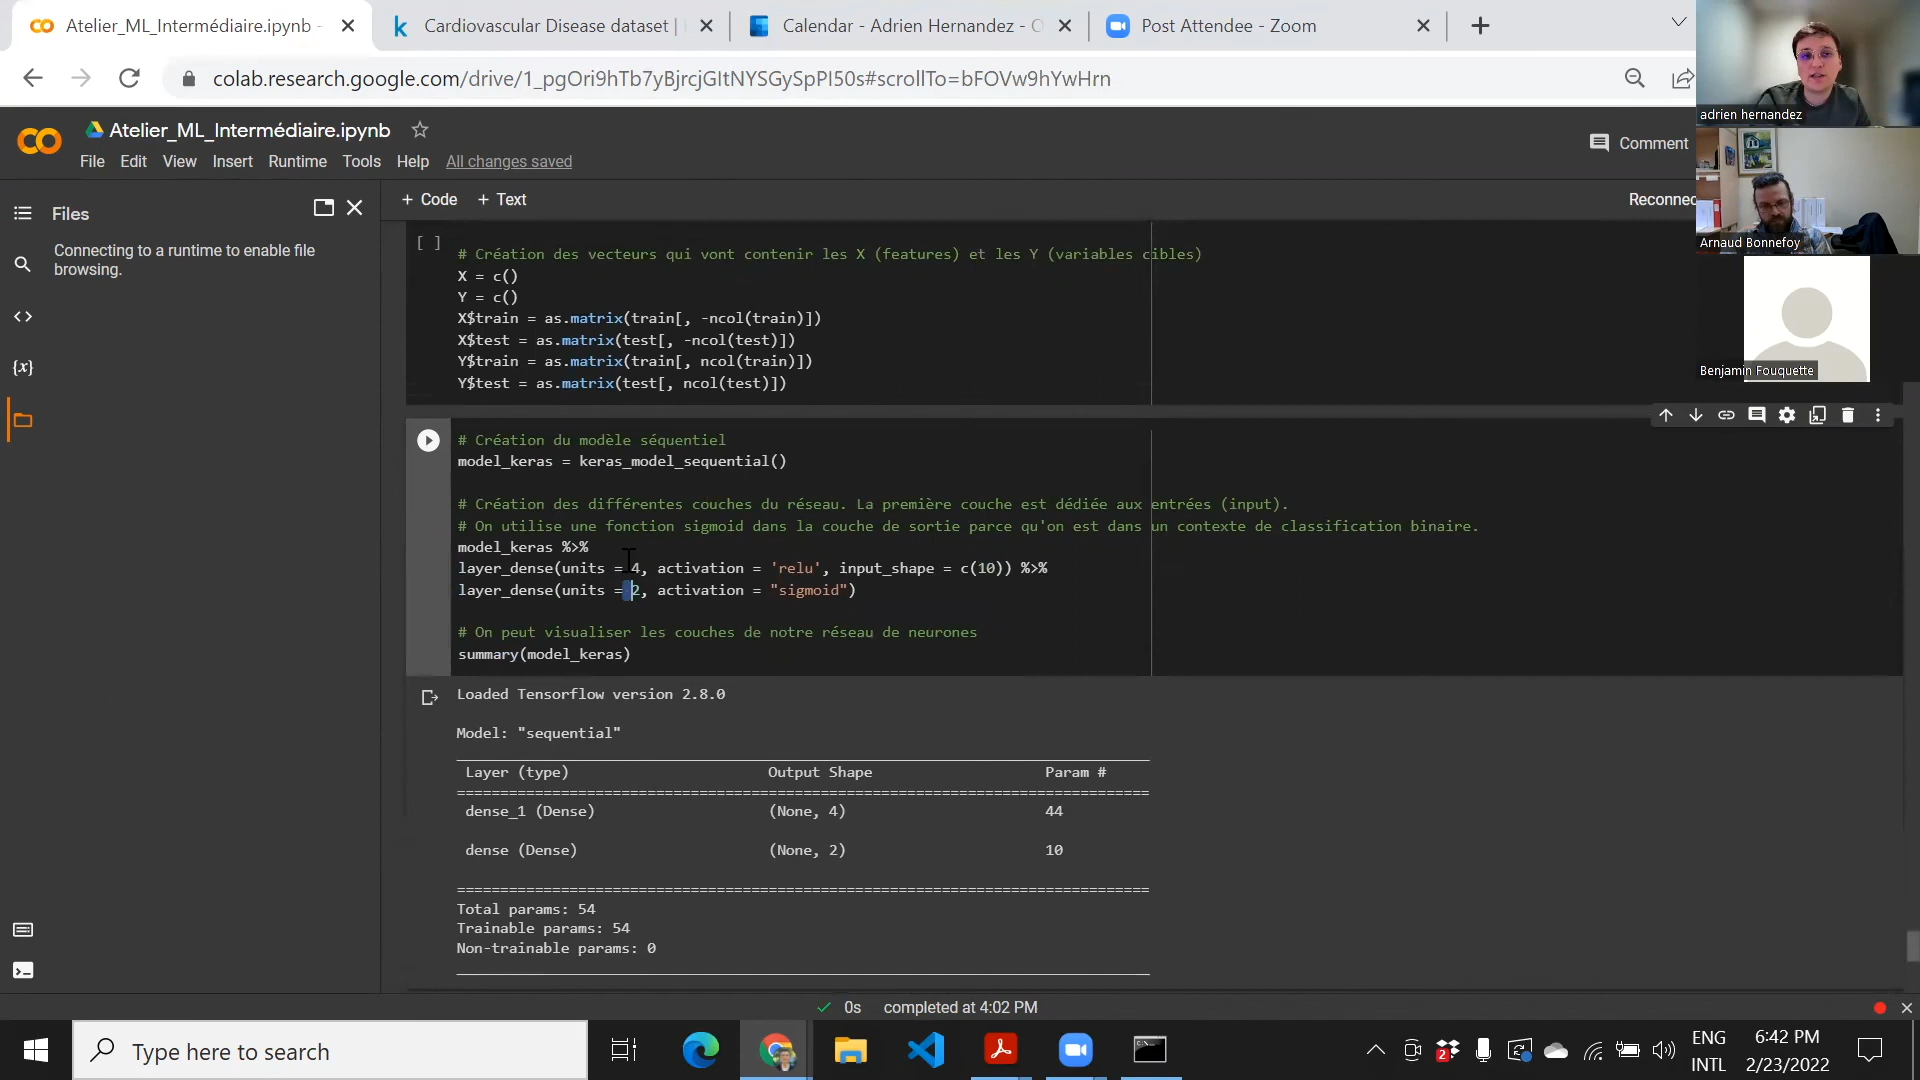 Atelier_ML_Intermédiaire.ipynb -
Cardiovascular Disease dataset |
Calendar - Adrien Hernandez - O
Post Attendee - Zoom
colab.research.google.com/drive/1_pgOri9hTb7yBjrcjGItNYSGySpPI50s#scrollTo=bFOVw9hYwHrn
adrien hernandez
Atelier_ML_Intermédiaire.ipynb
Comment
File Edit View Insert Runtime Tools Help All changes saved
Files
+ Code + Text
Reconnec
Connecting to a runtime to enable file
browsing.
Arnaud Bonnefoy
[ ]
# Création des vecteurs qui vont contenir les X (features) et les Y (variables cibles)
X = c()
Y = c()
X$train = as.matrix(train[, -ncol(train)])
X$test = as.matrix(test[, -ncol(test)])
Y$train = as.matrix(train[, ncol(train)])
Y$test = as.matrix(test[, ncol(test)])
Benjamin Fouquette
# Création du modèle séquentiel
model_keras = keras_model_sequential()
# Création des différentes couches du réseau. La première couche est dédiée aux entrées (input).
# On utilise une fonction sigmoid dans la couche de sortie parce qu'on est dans un contexte de classification binaire.
model_keras %>%
layer_dense(units = 4, activation = 'relu', input_shape = c(10)) %>%
layer_dense(units = 2, activation = "sigmoid")
# On peut visualiser les couches de notre réseau de neurones
summary(model_keras)
Loaded Tensorflow version 2.8.0
Model: "sequential"
Layer (type) Output Shape Param #
dense_1 (Dense) (None, 4) 44
dense (Dense) (None, 2) 10
Total params: 54
Trainable params: 54
Non-trainable params: 0
0s completed at 4:02 PM
Type here to search
2
ENG
INTL
6:42 PM
2/23/2022